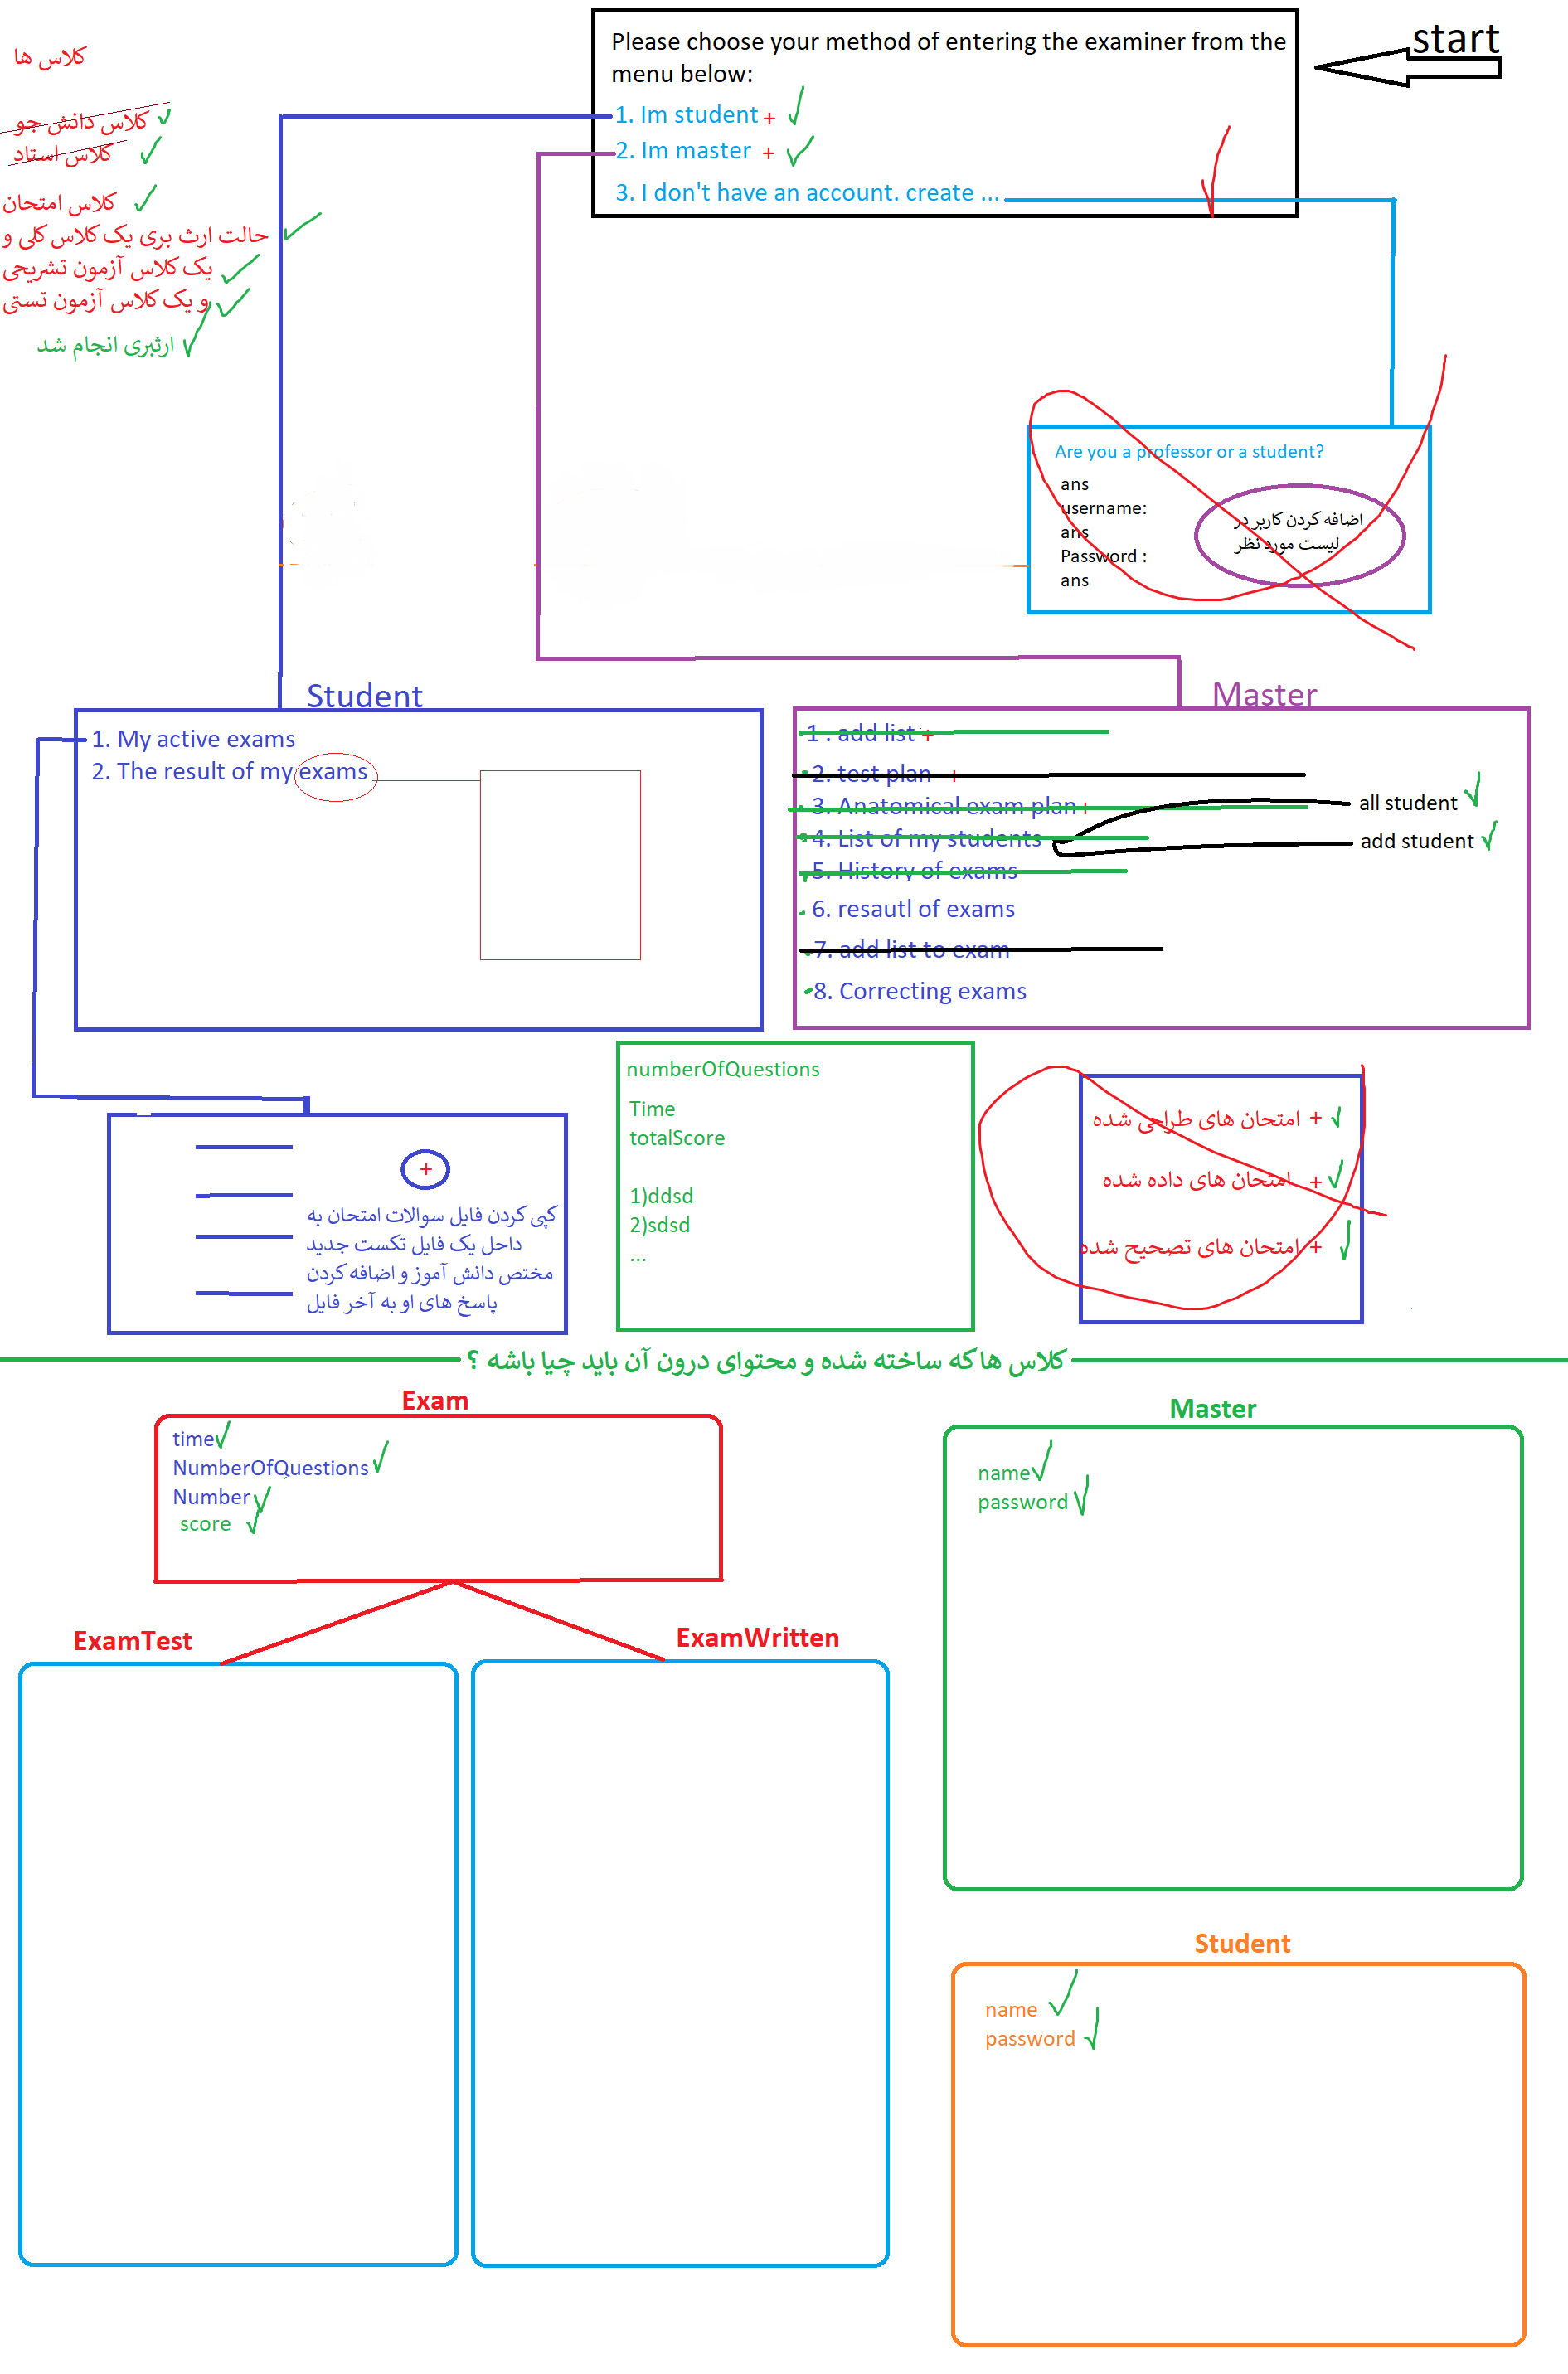 start
Please choose your method of entering the examiner from the
menu below:
1. Im student +
2. Im master +
3. I don't have an account. create ...
کلاس ها
کلاس دانش جو
کلاس استاد
کلاس امتحان
حالت ارث بری یک کلاس کلی و
یک کلاس آزمون تشریحی
و یک کلاس آزمون تستی
ارثبری انجام شد
Are you a professor or a student?
ans
username:
ans
Password :
ans
اضافه کردن کاربر در
لیست مورد نظر
Student
1. My active exams
2. The result of my exams
Master
1 . add list +
2. test plan +
3. Anatomical exam plan +
4. List of my students
all student
add student
5. History of exams
6. resautl of exams
7. add list to exam
8. Correcting exams
+
کپی کردن فایل سوالات امتحان به
داخل یک فایل تکست جدید
مختص دانش آموز و اضافه کردن
پاسخ های او به آخر فایل
numberOfQuestions
Time
totalScore
1)ddsd
2)sdsd
...
+ امتحان های طراحی شده
+ امتحان های داده شده
+ امتحان های تصحیح شده
کلاس ها که ساخته شده و محتوای درون آن باید چیا باشه ؟
Exam
time
NumberOfQuestions
Number
score
ExamTest
ExamWritten
Master
name
password
Student
name
password